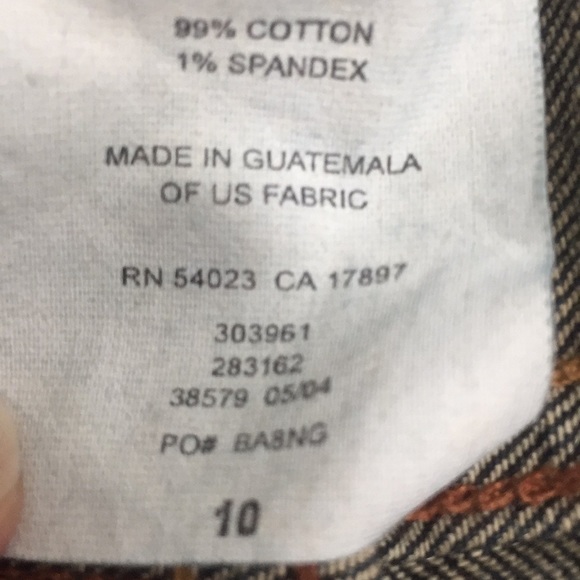 99% COTTON
1% SPANDEX
MADE IN GUATEMALA
OF US FABRIC
RN 54023 CA 17897
303961
283162
38579 05/04
PO# BA8NG
10